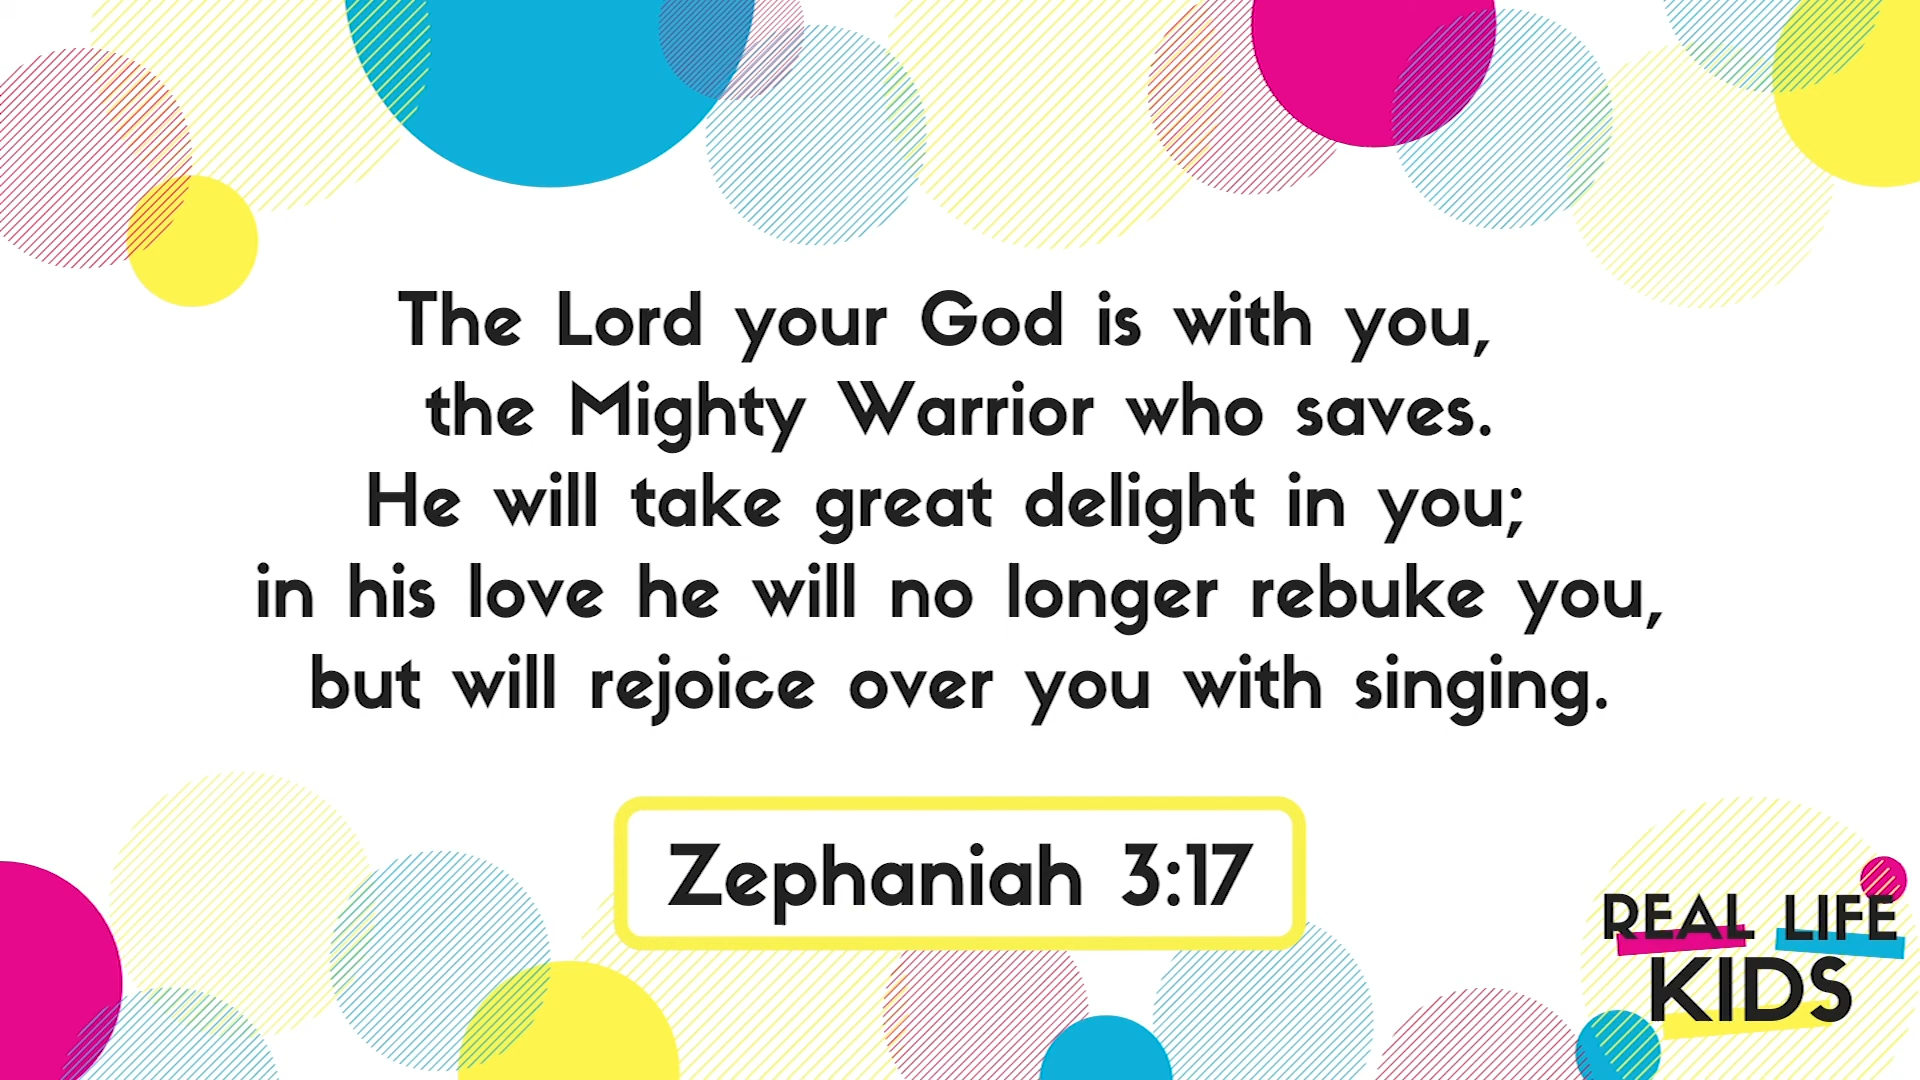 The Lord your God is with you,
the Mighty Warrior who saves.
He will take great delight in you;
in his love he will no longer rebuke you,
but will rejoice over you with singing.
Zephaniah 3:17
REAL LIFE
KIDS